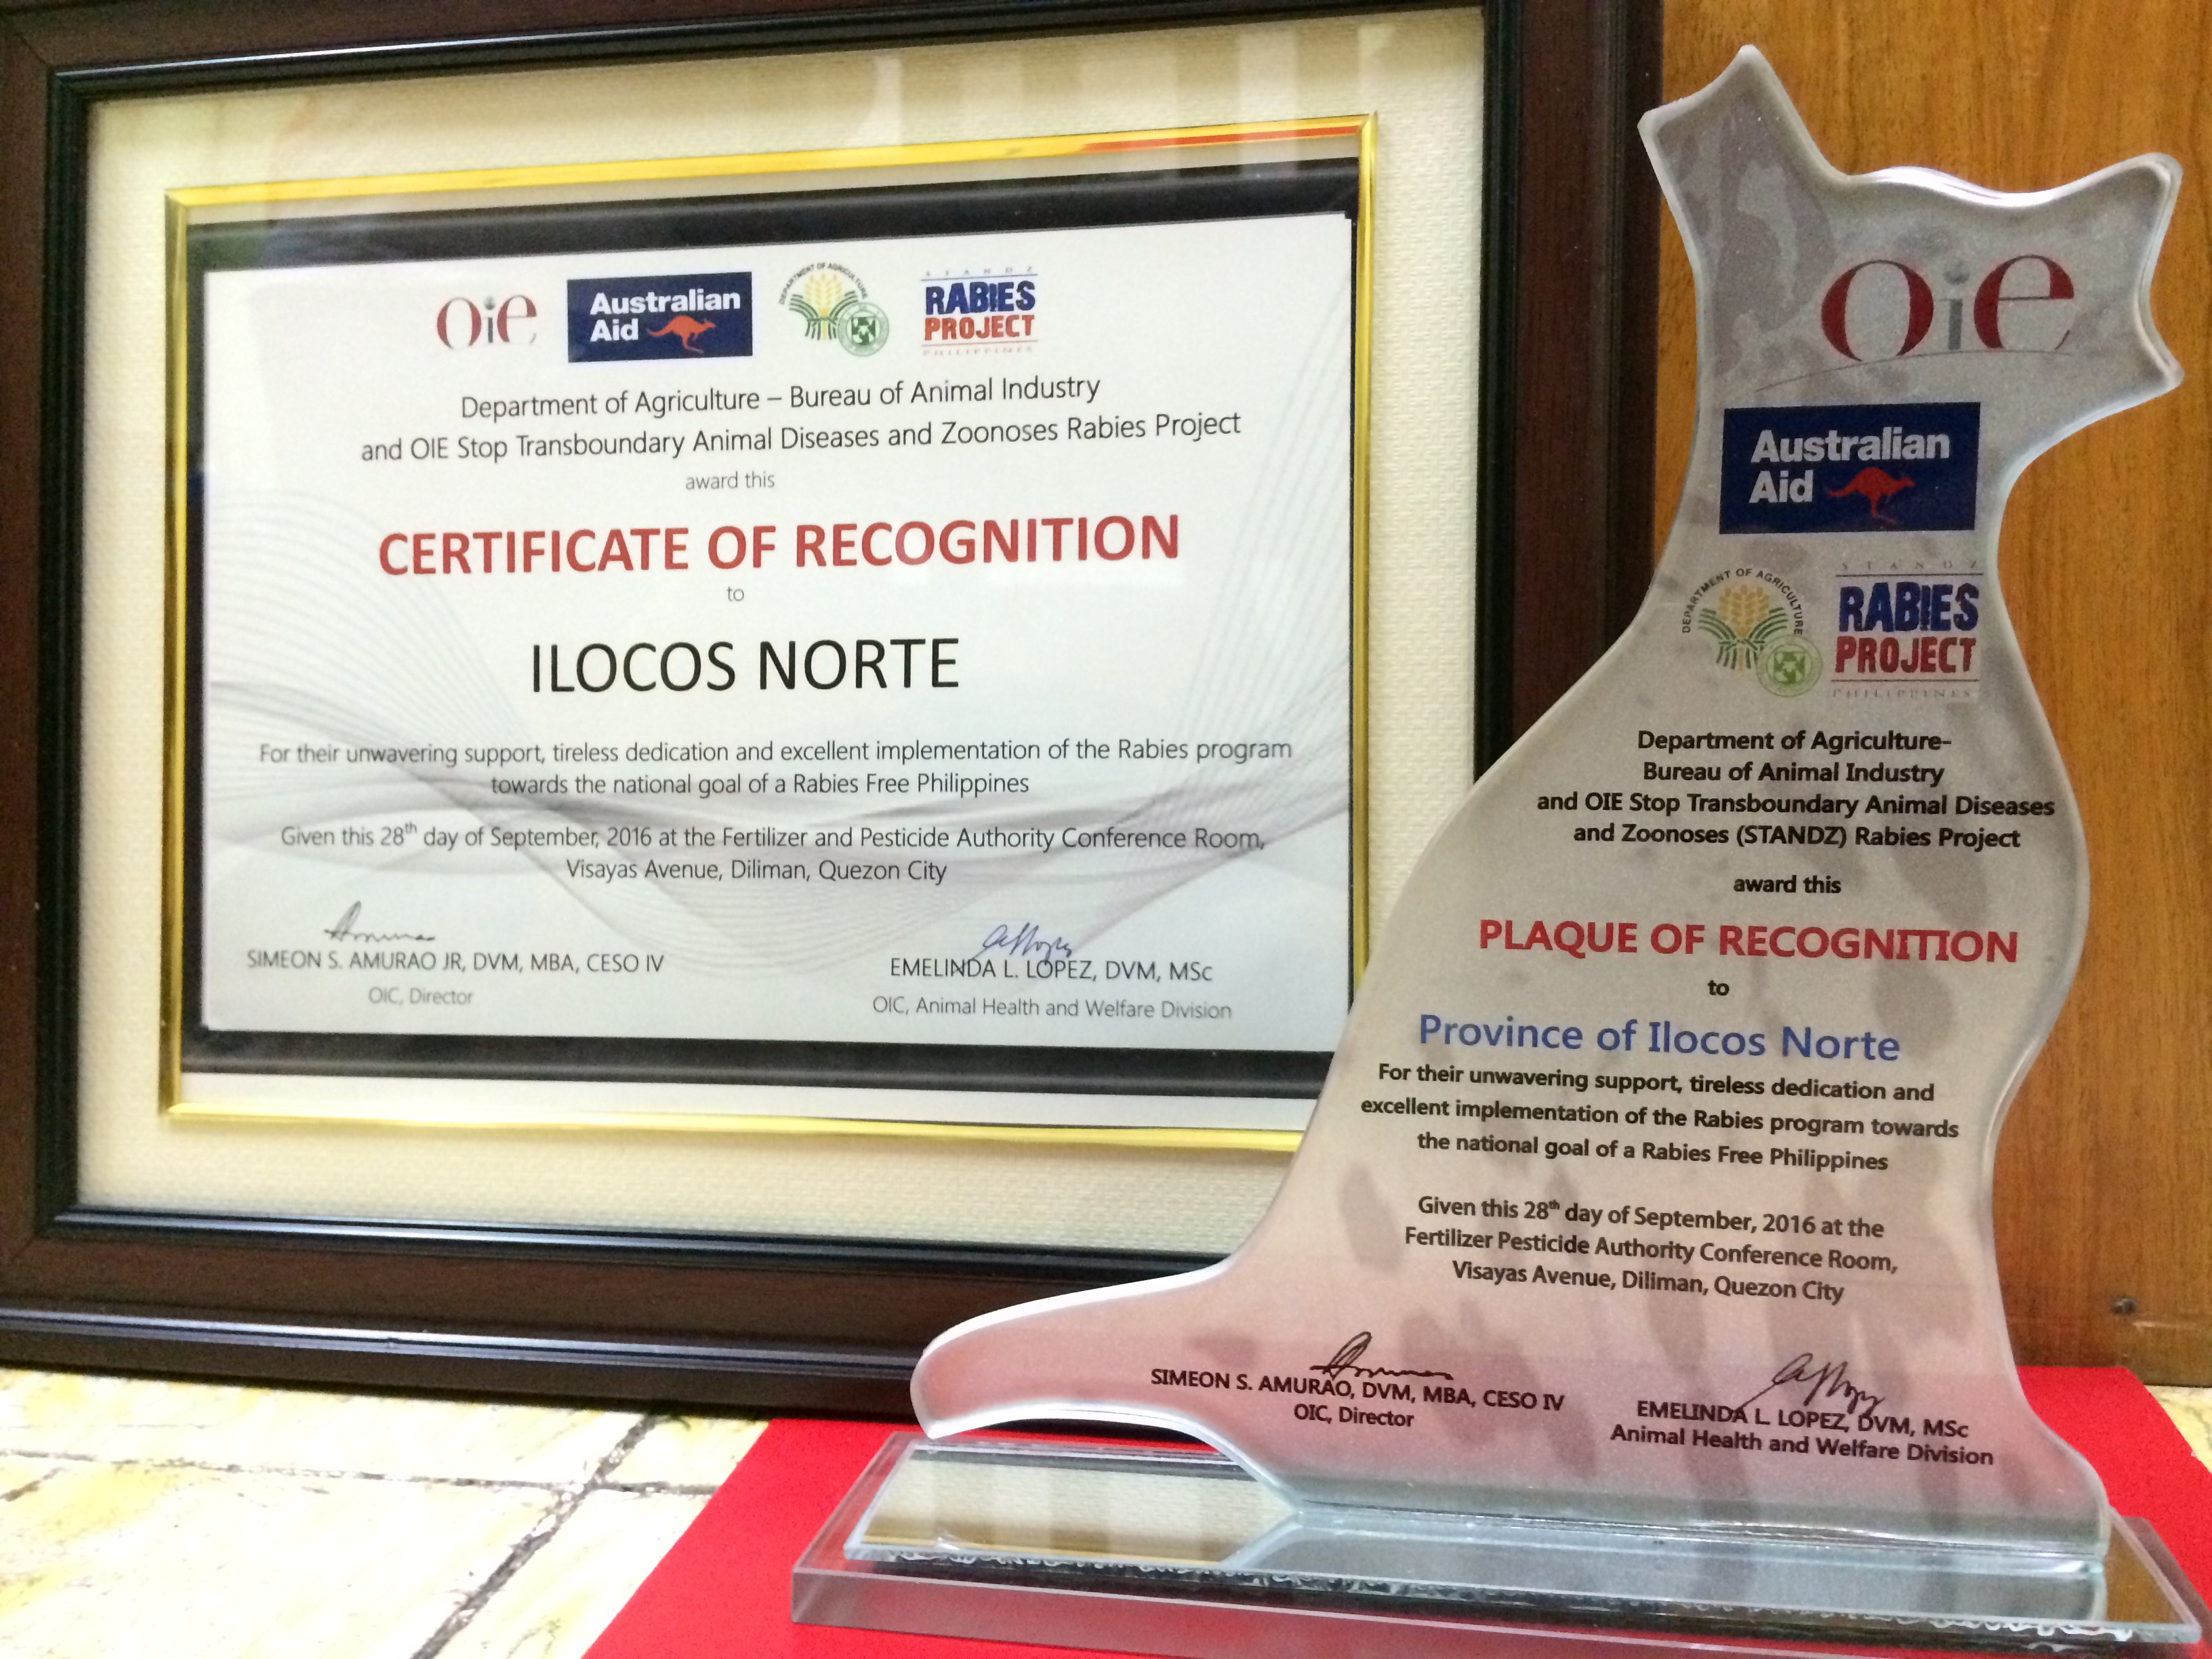 OiE
Australian
Aid
DEPARTMENT OF AGRICULTURE
STANDZ
RABIES
PROJECT
PHILIPPINES
Department of Agriculture – Bureau of Animal Industry
and OIE Stop Transboundary Animal Diseases and Zoonoses Rabies Project
award this
CERTIFICATE OF RECOGNITION
to
ILOCOS NORTE
For their unwavering support, tireless dedication and excellent implementation of the Rabies program
towards the national goal of a Rabies Free Philippines
Given this 28th day of September, 2016 at the Fertilizer and Pesticide Authority Conference Room,
Visayas Avenue, Diliman, Quezon City
SIMEON S. AMURAO JR, DVM, MBA, CESO IV
OIC, Director
EMELINDA L. LOPEZ, DVM, MSc
OIC, Animal Health and Welfare Division
OiE
Australian
Aid
DEPARTMENT OF AGRICULTURE
STANDZ
RABIES
PROJECT
PHILIPPINES
Department of Agriculture-
Bureau of Animal Industry
and OIE Stop Transboundary Animal Diseases
and Zoonoses (STANDZ) Rabies Project
award this
PLAQUE OF RECOGNITION
to
Province of Ilocos Norte
For their unwavering support, tireless dedication and
excellent implementation of the Rabies program towards
the national goal of a Rabies Free Philippines
Given this 28th day of September, 2016 at the
Fertilizer Pesticide Authority Conference Room,
Visayas Avenue, Diliman, Quezon City
SIMEON S. AMURAO, DVM, MBA, CESO IV
OIC, Director
EMELINDA L. LOPEZ, DVM, MSc
Animal Health and Welfare Division